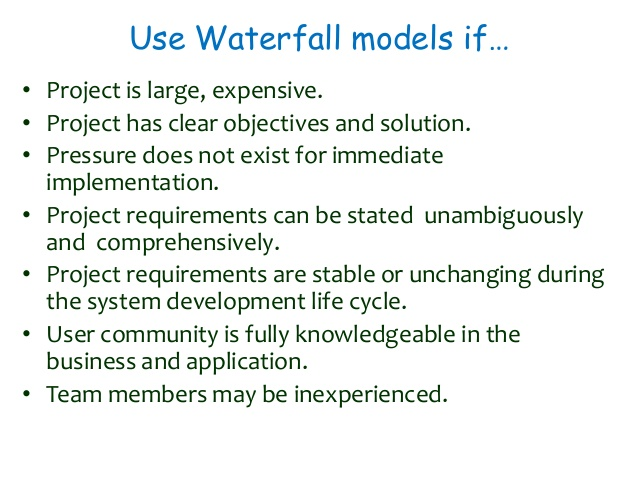 Use Waterfall models if…
• Project is large, expensive.
• Project has clear objectives and solution.
• Pressure does not exist for immediate
implementation.
• Project requirements can be stated  unambiguously
and  comprehensively.
• Project requirements are stable or unchanging during
the system development life cycle.
• User community is fully knowledgeable in the
business and application.
• Team members may be inexperienced.